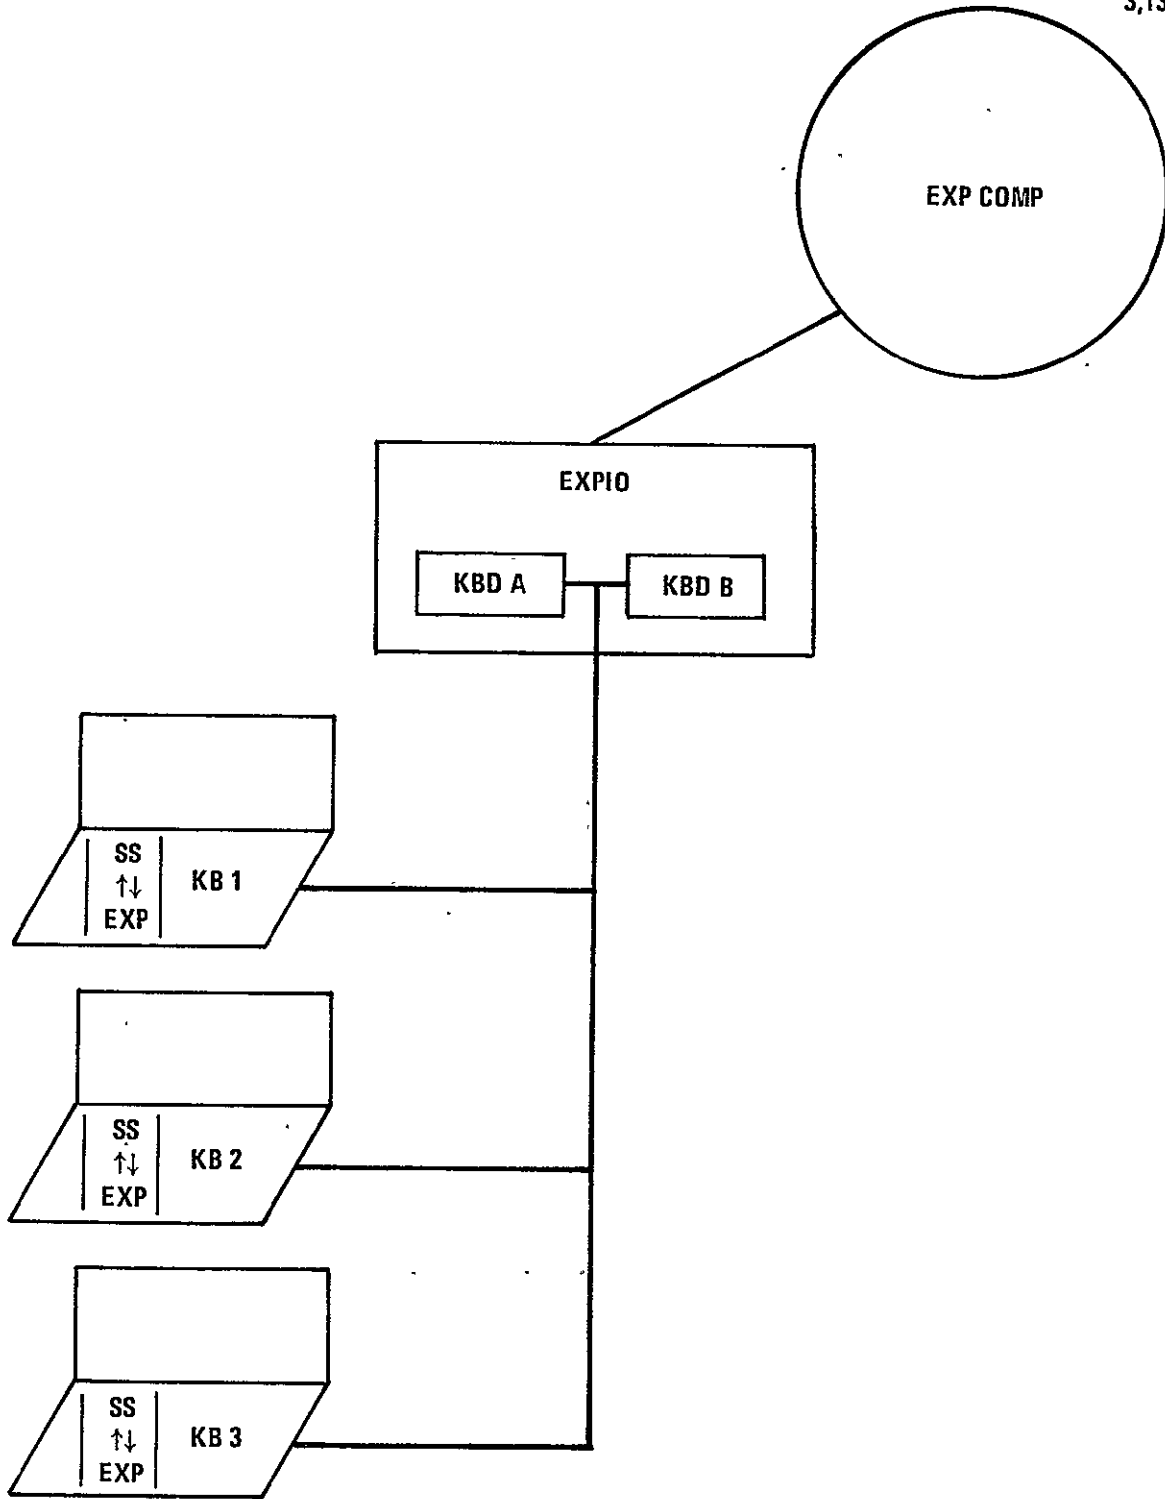 EXP COMP
EXPIO
KBD A KBD B
SS
↑↓
EXP
KB 1
SS
↑↓
EXP
KB 2
SS
↑↓
EXP
KB 3